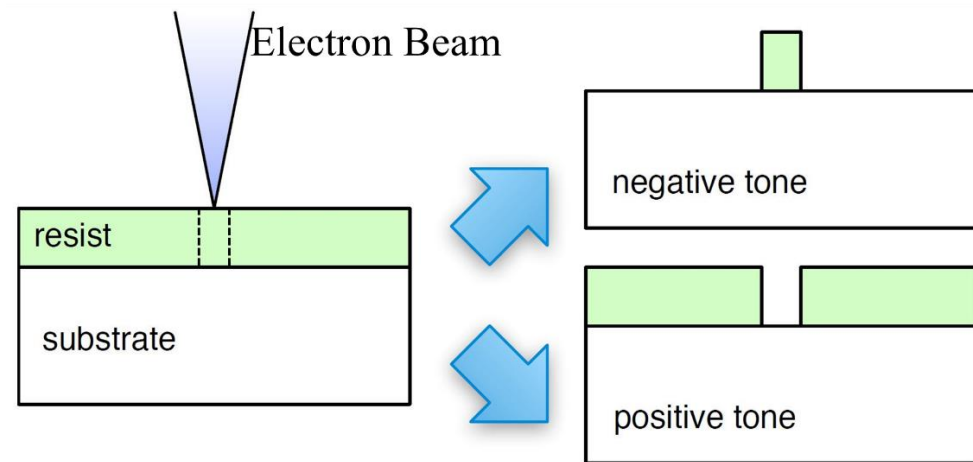 Electron Beam
resist
substrate
negative tone
positive tone